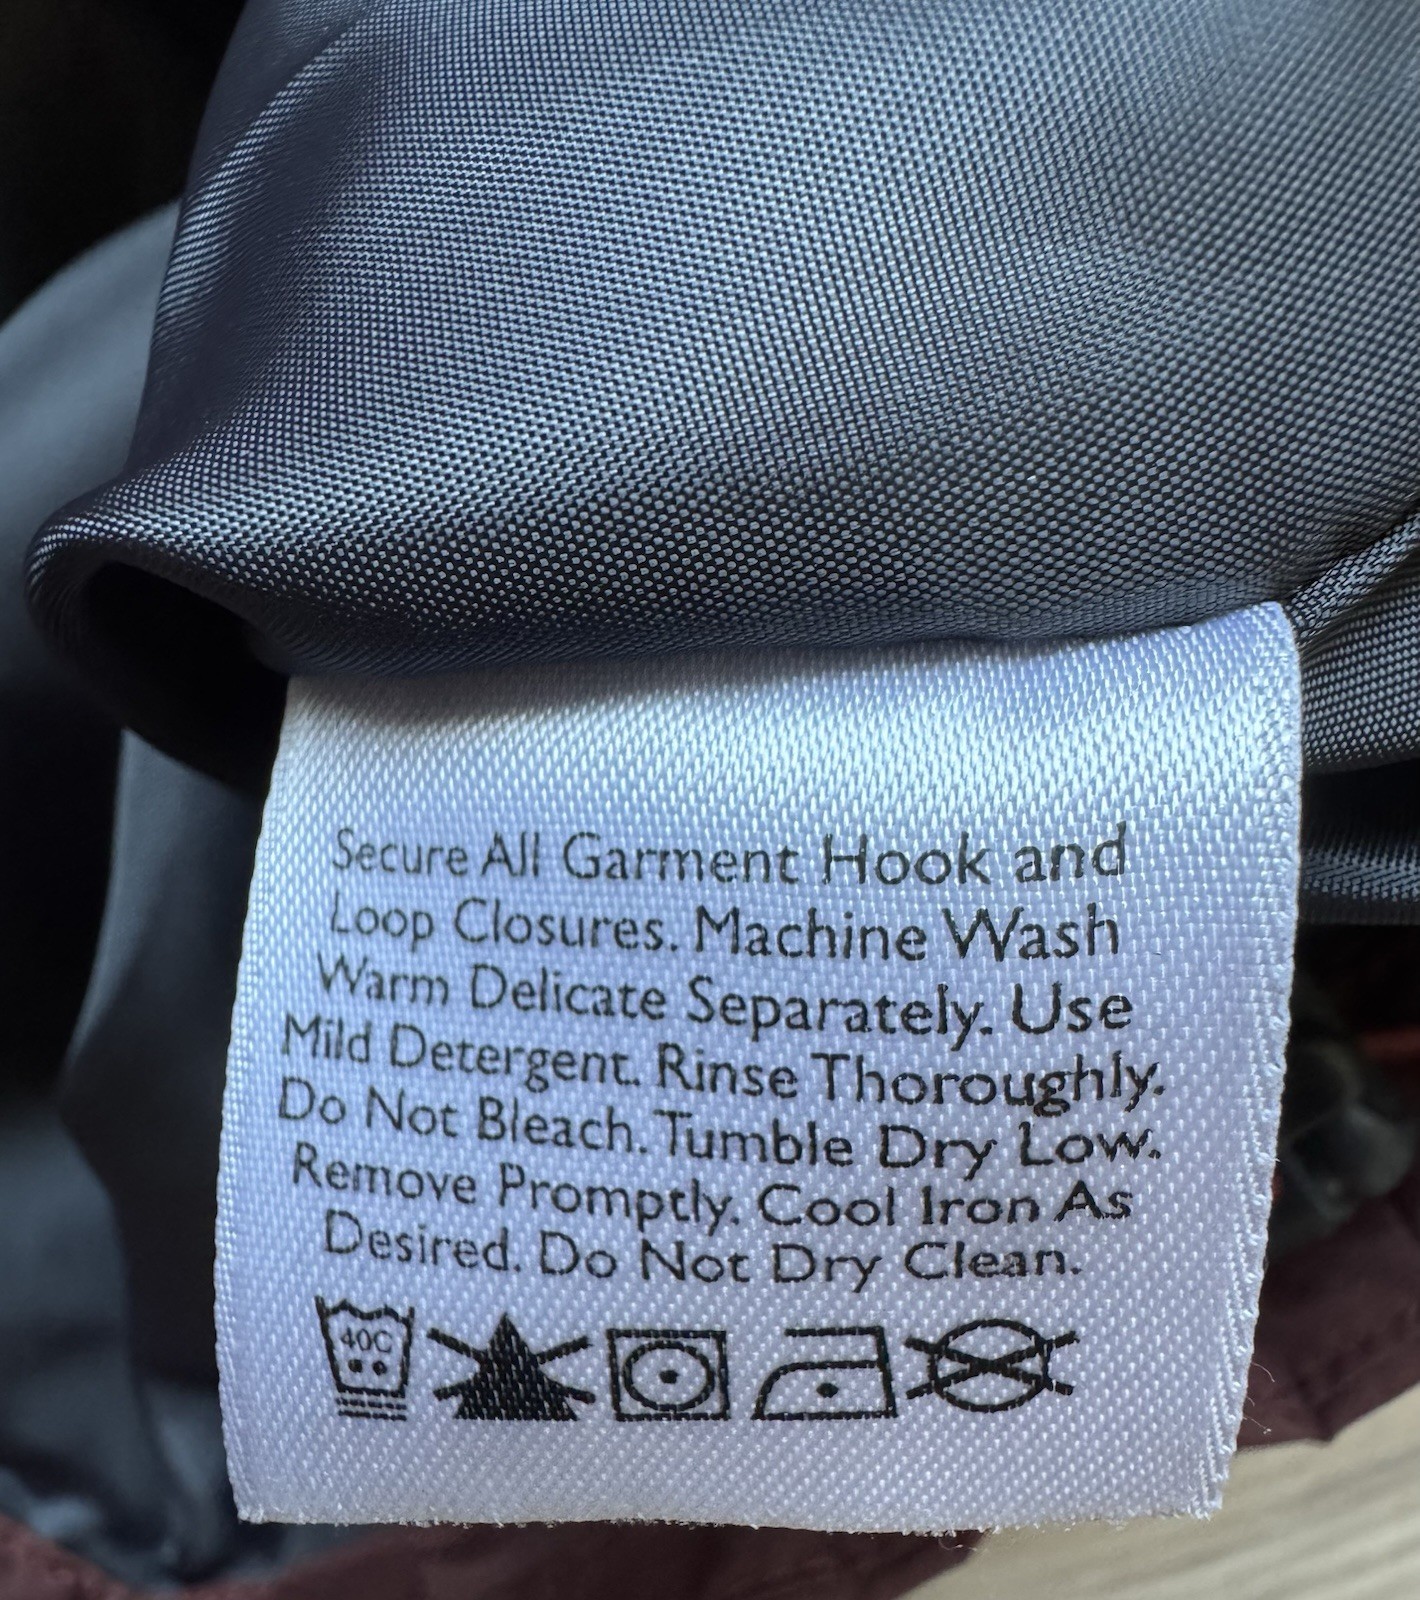 Secure All Garment Hook and
Loop Closures. Machine Wash
Warm Delicate Separately. Use
Mild Detergent. Rinse Thoroughly.
Do Not Bleach. Tumble Dry Low.
Remove Promptly. Cool Iron As
Desired. Do Not Dry Clean.
40C